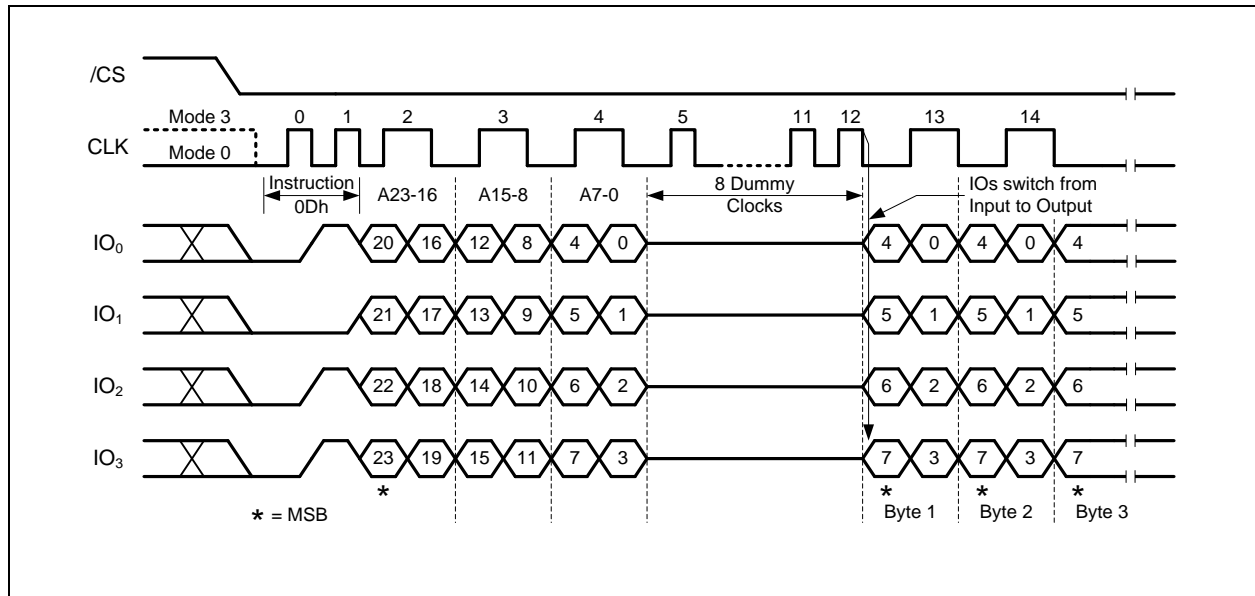 /CS
Mode 3
0 1 2 3 4 5 11 12 13 14
CLK
Mode 0
Instruction
0Dh
A23-16
A15-8
A7-0
8 Dummy
Clocks
IOs switch from
Input to Output
IO₀ 20 16 12 8 4 0 4 0 4 0 4
IO₁ 21 17 13 9 5 1 5 1 5 1 5
IO₂ 22 18 14 10 6 2 6 2 6 2 6
IO₃ 23 19 15 11 7 3 7 3 7 3 7
* * * *
* = MSB
Byte 1 Byte 2 Byte 3